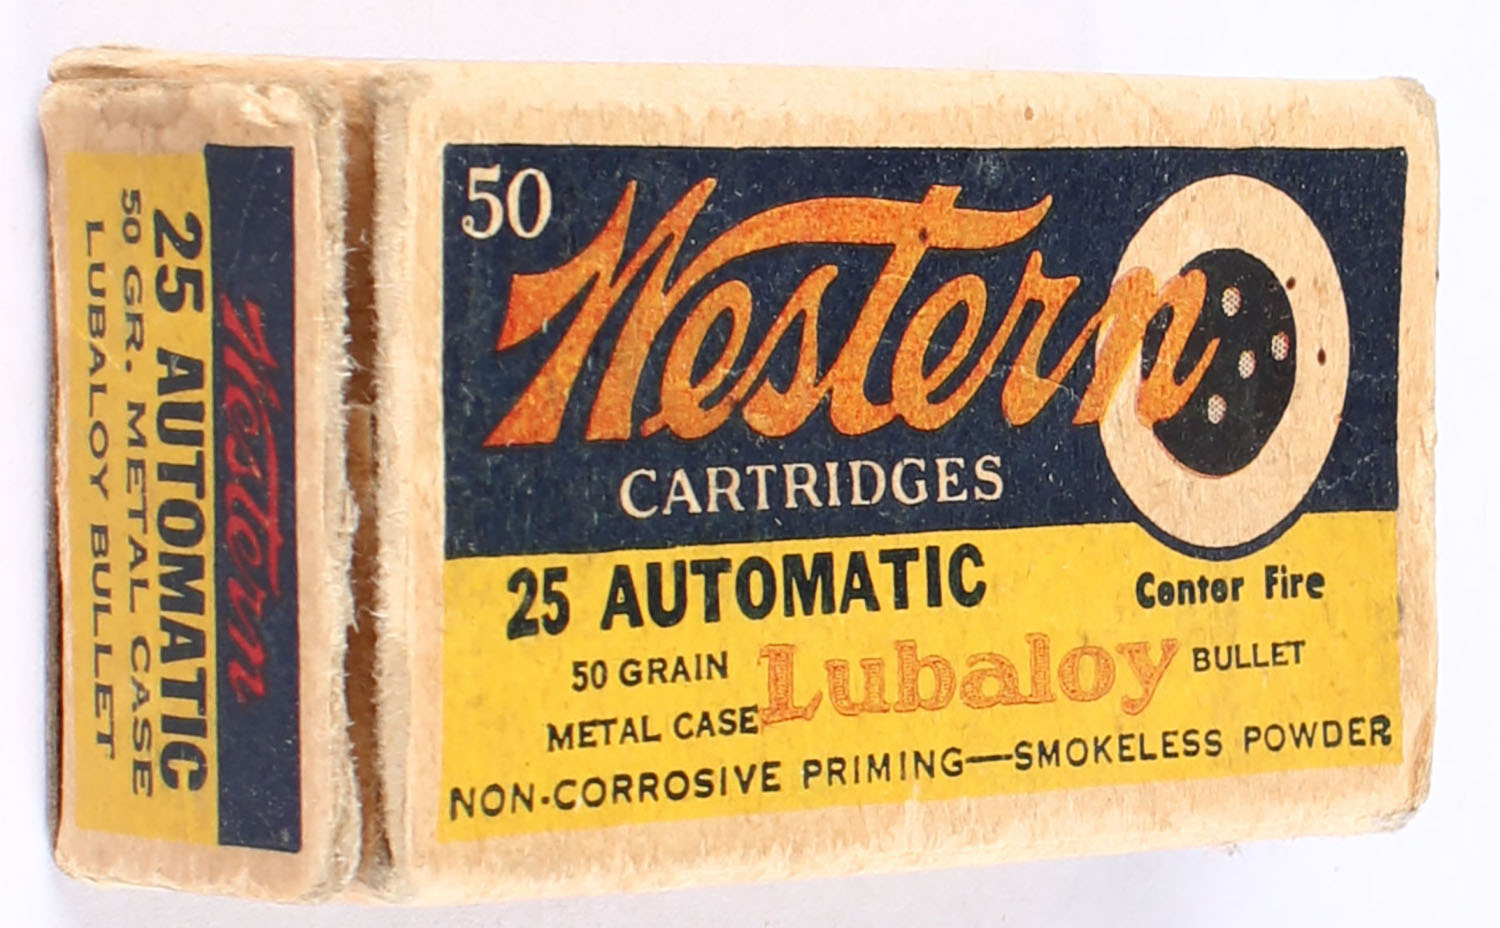 50
Western
CARTRIDGES
25 AUTOMATIC
Center Fire
50 GRAIN
METAL CASE
Lubaloy
BULLET
NON-CORROSIVE PRIMING—SMOKELESS POWDER
Western
25 AUTOMATIC
50 GR. METAL CASE
LUBALOY BULLET